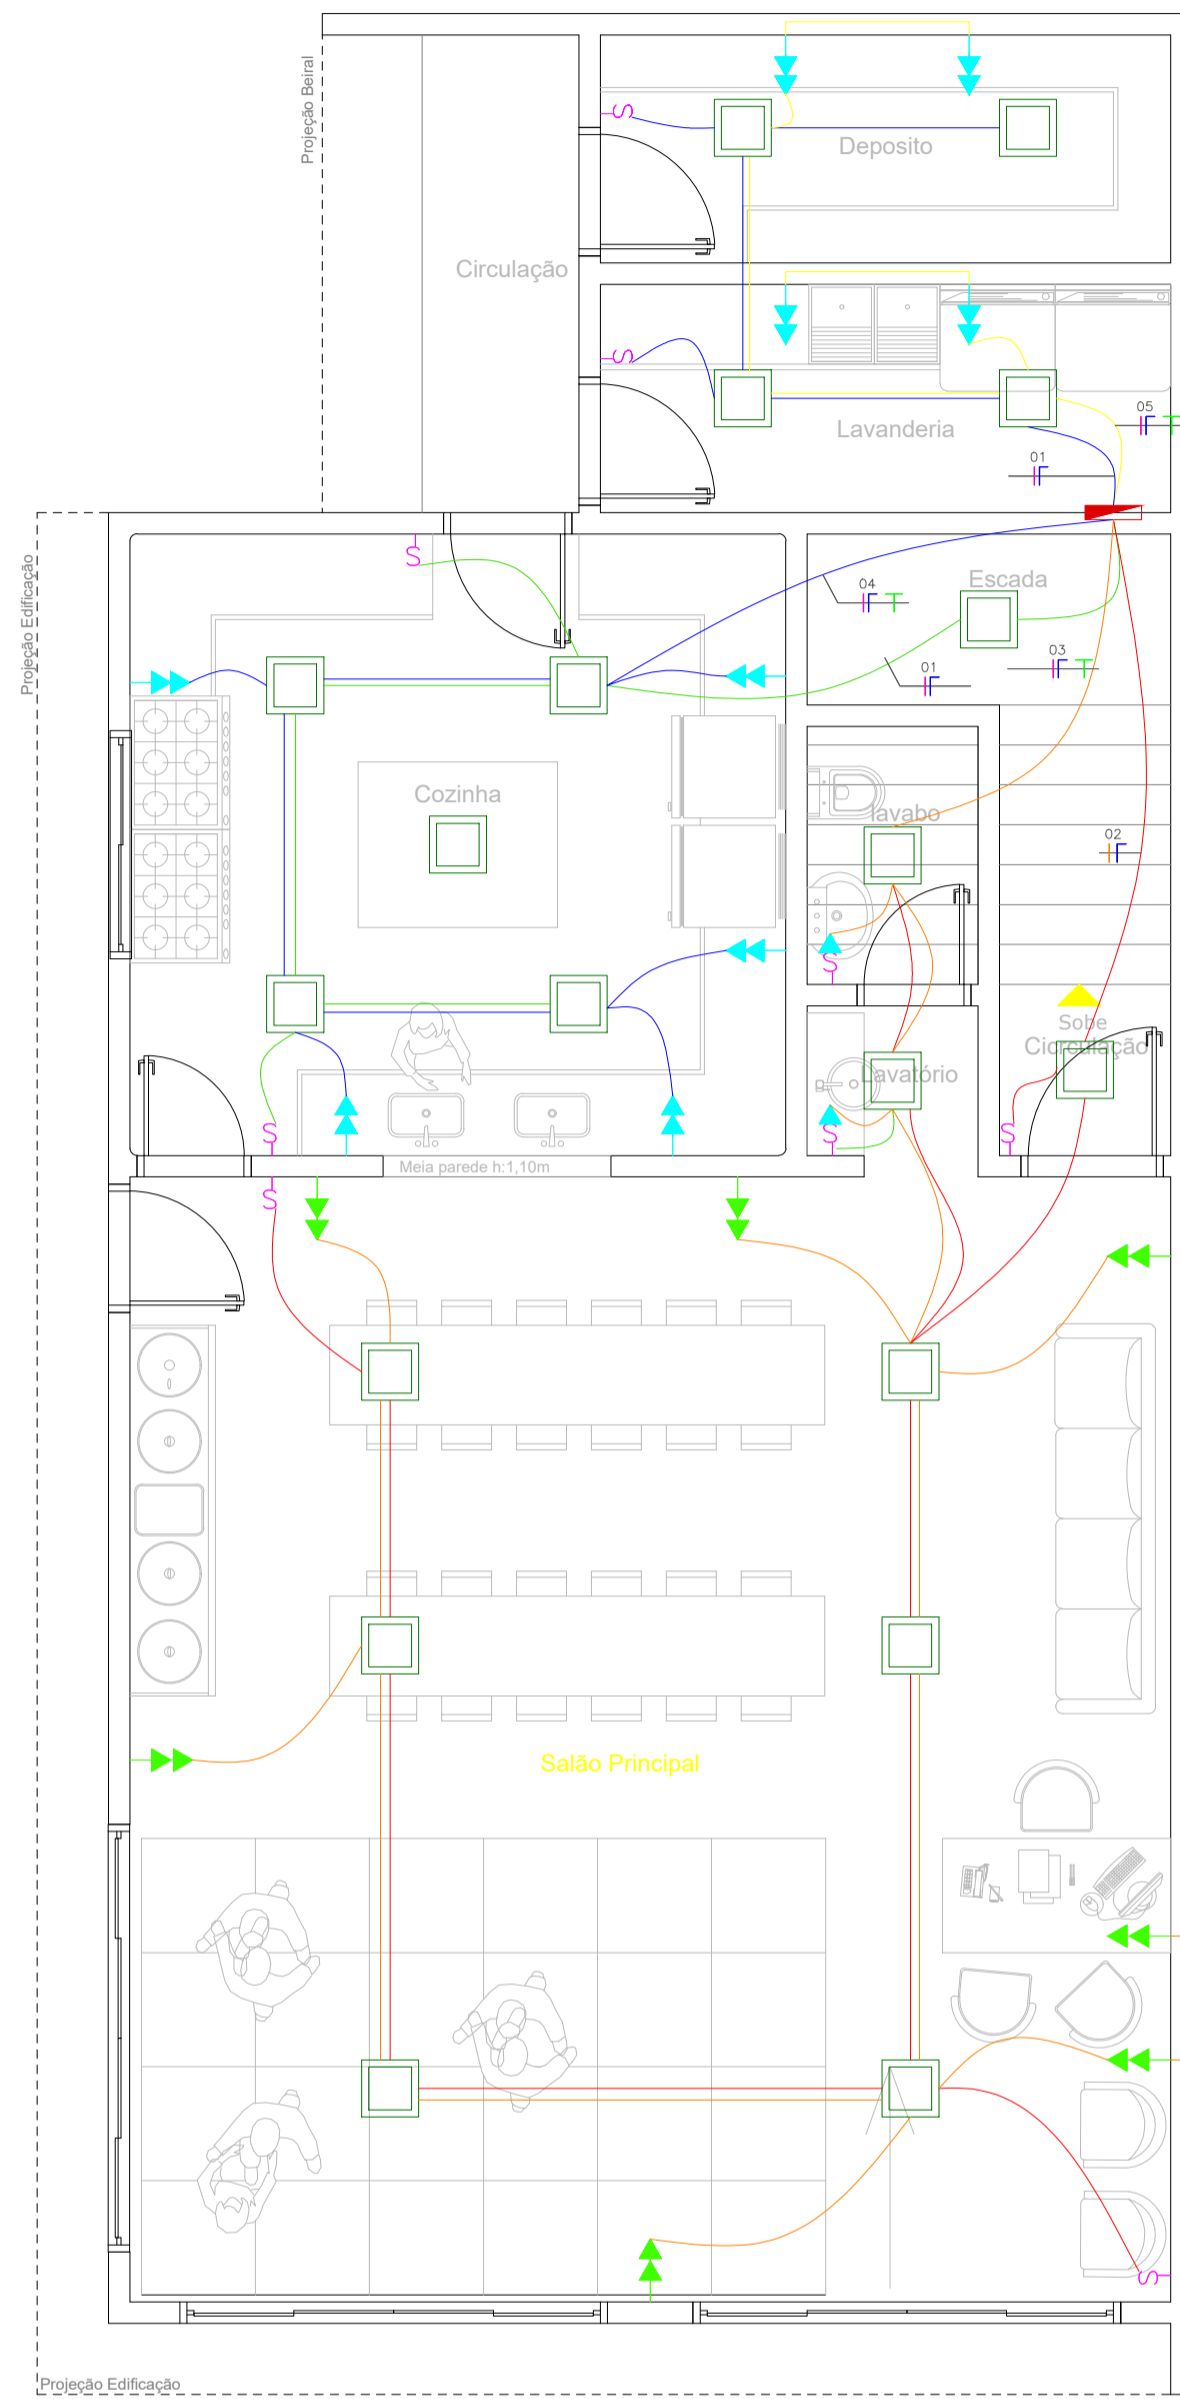 Projeção Beiral
S
Deposito
Circulação
S
Lavanderia
05
01
Projeção Edificação
S
04
Escada
03
01
Cozinha
lavabo
02
S
Sobe
Cicrculação
Lavatório
S
S
S
Meia parede h:1,10m
S
Salão Principal
S
Projeção Edificação